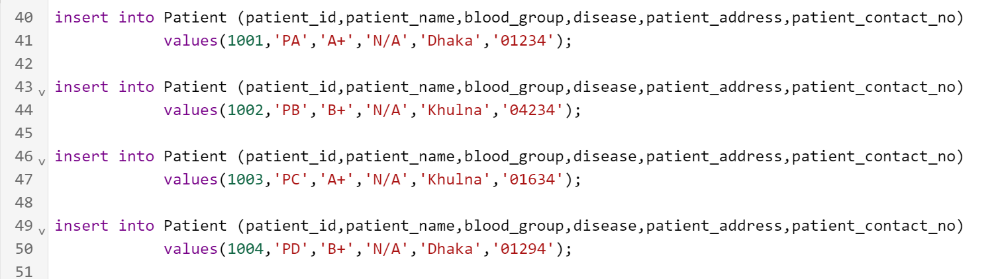 40 insert into Patient (patient_id,patient_name,blood_group,disease,patient_address,patient_contact_no)
41 values(1001,'PA','A+','N/A','Dhaka','01234');
42
43 insert into Patient (patient_id,patient_name,blood_group,disease,patient_address,patient_contact_no)
44 values(1002,'PB','B+','N/A','Khulna','04234');
45
46 insert into Patient (patient_id,patient_name,blood_group,disease,patient_address,patient_contact_no)
47 values(1003,'PC','A+','N/A','Khulna','01634');
48
49 insert into Patient (patient_id,patient_name,blood_group,disease,patient_address,patient_contact_no)
50 values(1004,'PD','B+','N/A','Dhaka','01294');
51